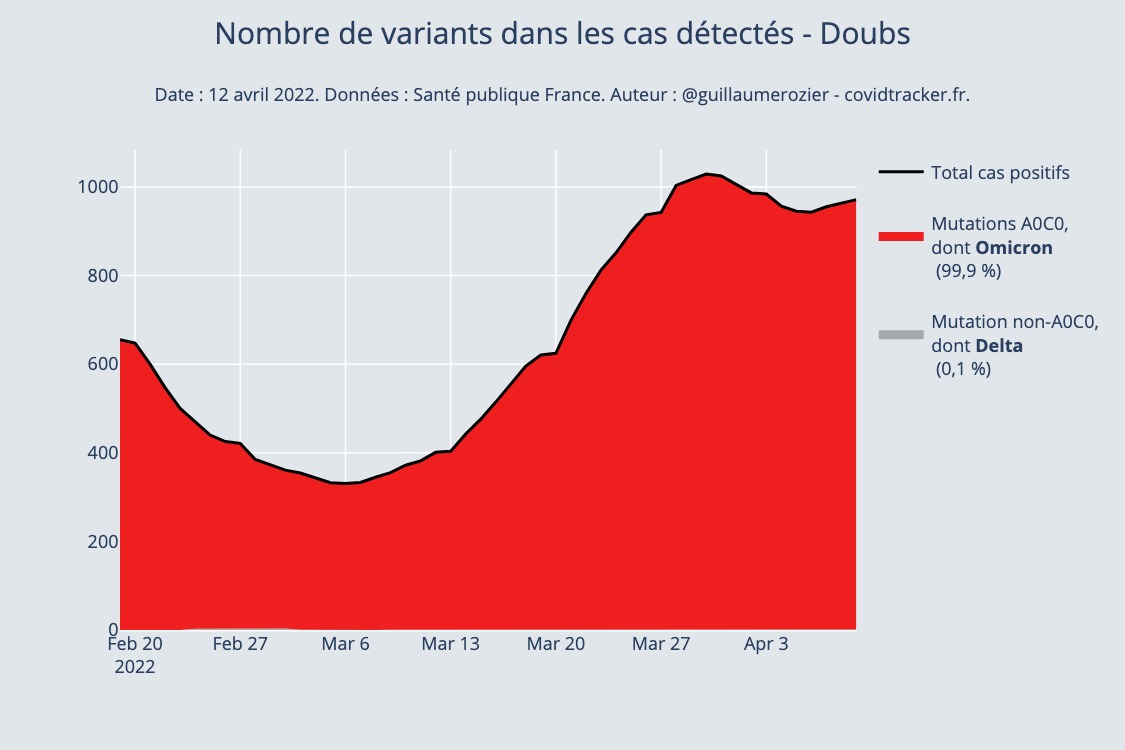 Nombre de variants dans les cas détectés - Doubs
Date : 12 avril 2022. Données : Santé publique France. Auteur : @guillaumerozier - covidtracker.fr.
1000
800
600
400
200
0
Feb 20
2022
Feb 27
Mar 6
Mar 13
Mar 20
Mar 27
Apr 3
Total cas positifs
Mutations A0C0,
dont Omicron
(99,9 %)
Mutation non-A0C0,
dont Delta
(0,1 %)